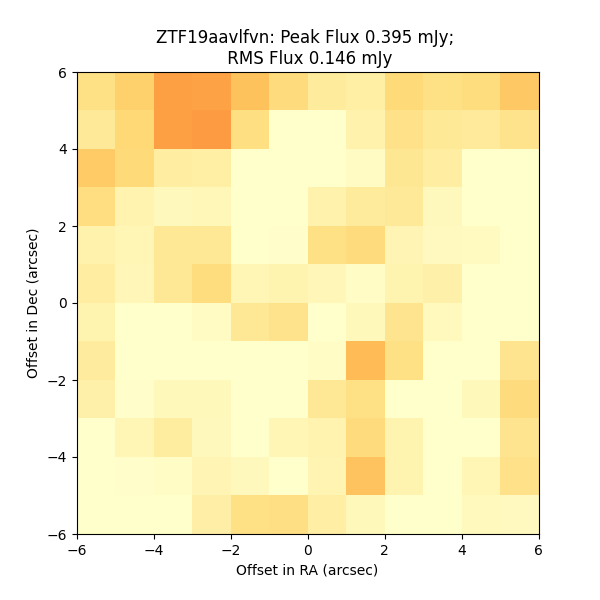 ZTF19aavlfvn: Peak Flux 0.395 mJy;
RMS Flux 0.146 mJy
6
4
2
0
−2
−4
−6
Offset in Dec (arcsec)
−6 −4 −2 0 2 4 6
Offset in RA (arcsec)